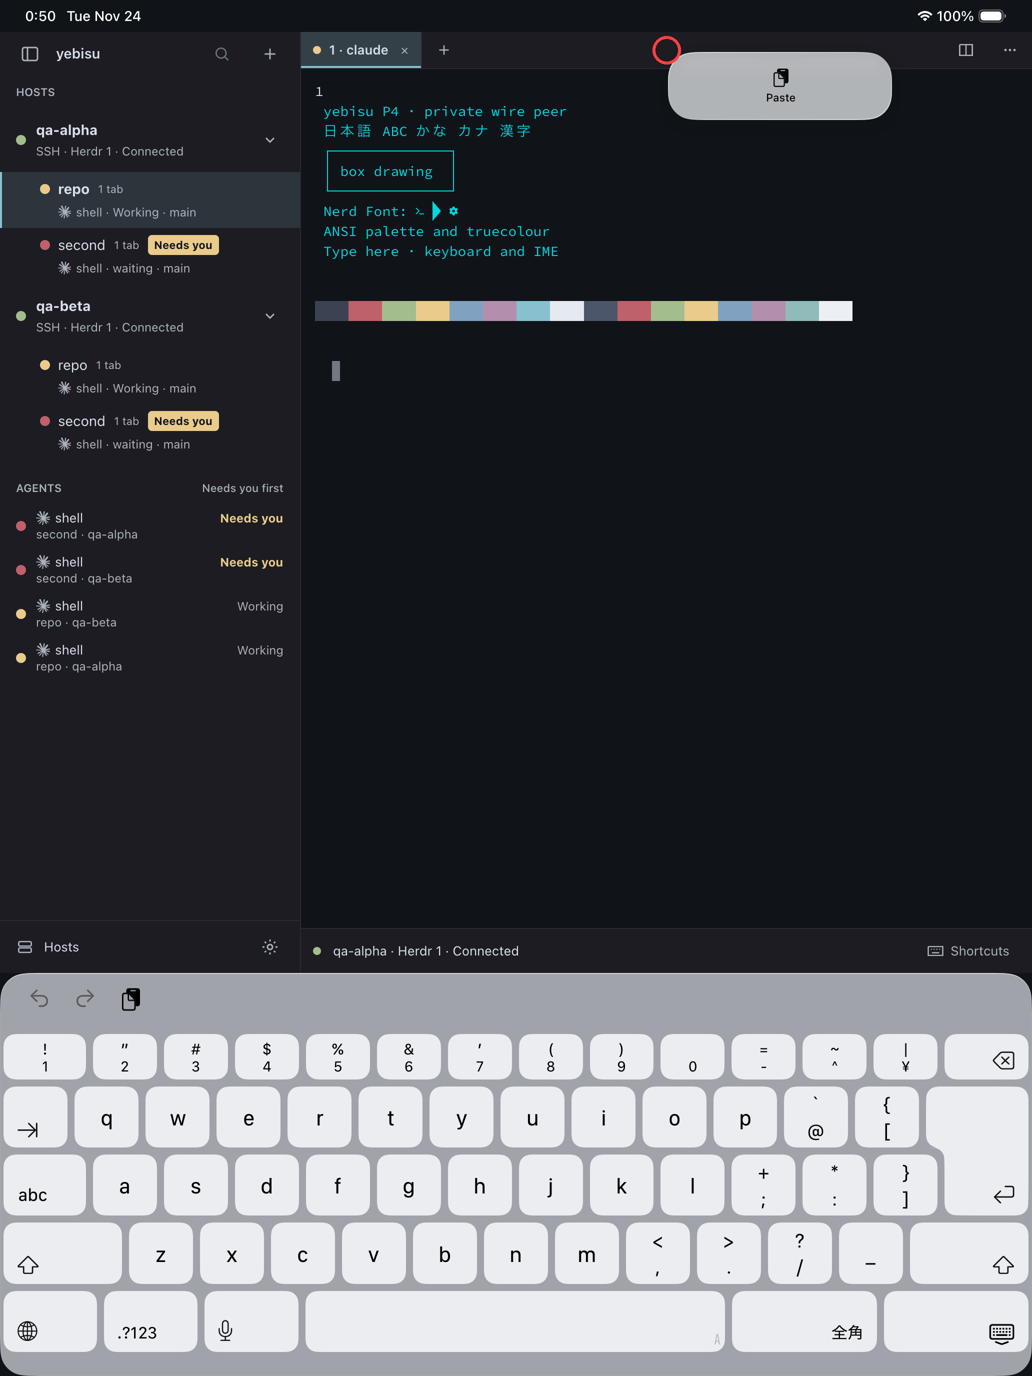 0:50 Tue Nov 24
100%
yebisu
HOSTS
qa-alpha
SSH · Herdr 1 · Connected
repo 1 tab
shell · Working · main
second 1 tab Needs you
shell · waiting · main
qa-beta
SSH · Herdr 1 · Connected
repo 1 tab
shell · Working · main
second 1 tab Needs you
shell · waiting · main
AGENTS Needs you first
shell Needs you
second · qa-alpha
shell Needs you
second · qa-beta
shell Working
repo · qa-beta
shell Working
repo · qa-alpha
Hosts
1 · claude × +
Paste
1
yebisu P4 · private wire peer
日本語 ABC かな カナ 漢字
box drawing
Nerd Font:
ANSI palette and truecolour
Type here · keyboard and IME
qa-alpha · Herdr 1 · Connected
Shortcuts
! " # $ % & ' ( ) = ~ |
1 2 3 4 5 6 7 8 9 0 - ^ ¥
q w e r t y u i o p ` @ { [
abc a s d f g h j k l + ; * : } ]
z x c v b n m < , > . ? / _
.?123 A 全角